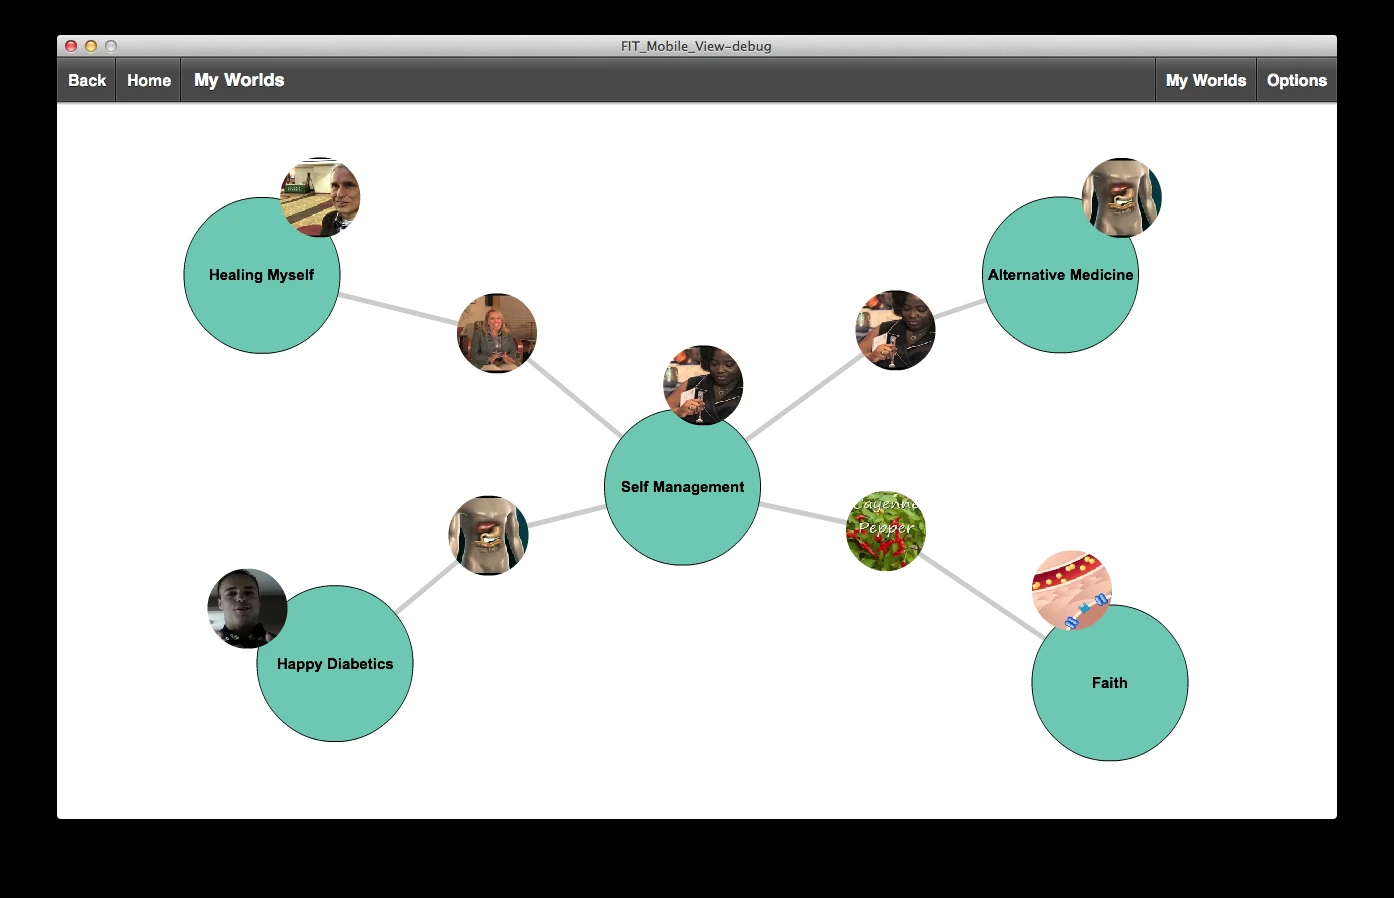 FIT_Mobile_View-debug
Back
Home
My Worlds
My Worlds
Options
Healing Myself
Alternative Medicine
Self Management
Cayenne
Pepper
Happy Diabetics
Faith